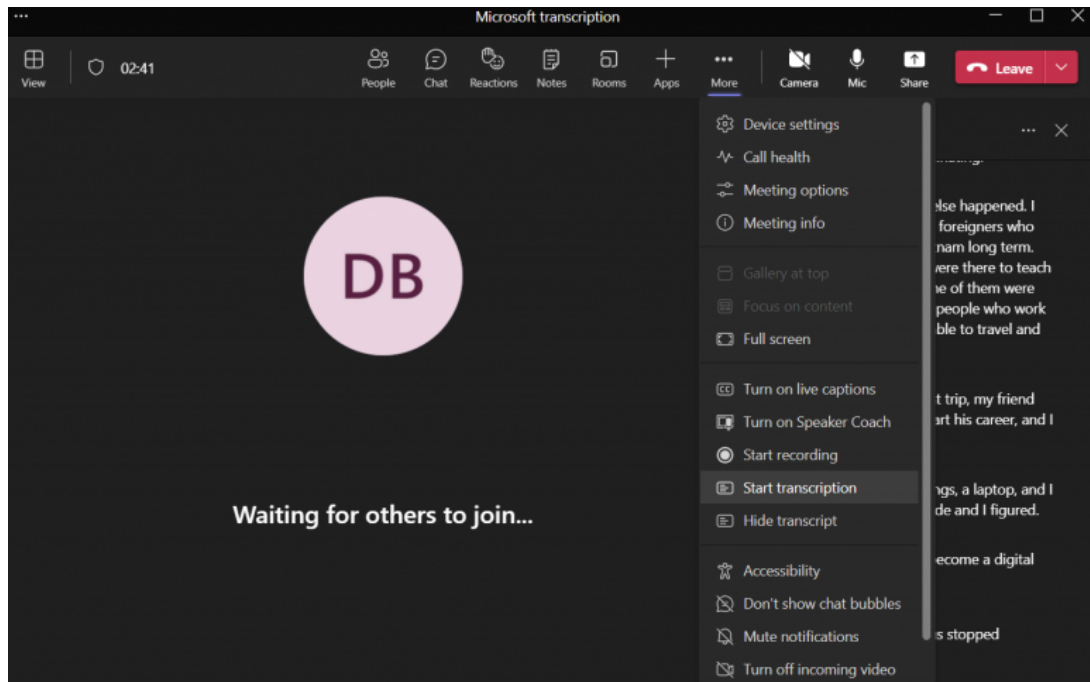 Microsoft transcription
View
02:41
People
Chat
Reactions
Notes
Rooms
Apps
More
Camera
Mic
Share
Leave
DB
Waiting for others to join...
Device settings
Call health
Meeting options
Meeting info
Gallery at top
Focus on content
Full screen
CC Turn on live captions
Turn on Speaker Coach
Start recording
Start transcription
Hide transcript
Accessibility
Don't show chat bubbles
Mute notifications
Turn off incoming video
else happened. I
foreigners who
nam long term.
were there to teach
ne of them were
people who work
ble to travel and
t trip, my friend
art his career, and I
ngs, a laptop, and I
de and I figured.
ecome a digital
s stopped